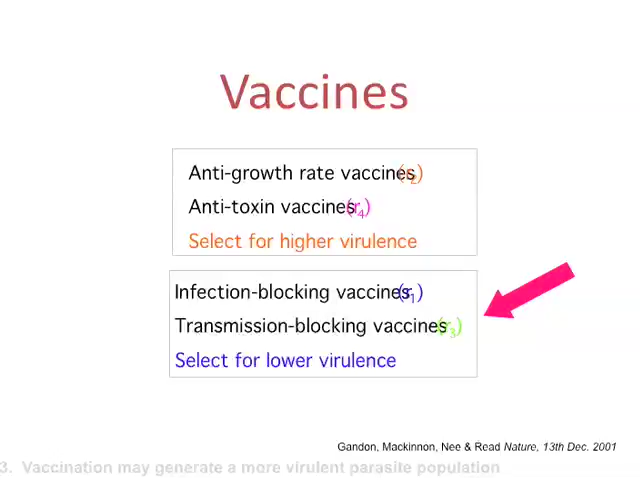 Vaccines
Anti-growth rate vaccines (r2)
Anti-toxin vaccines (r4)
Select for higher virulence
Infection-blocking vaccines (r1)
Transmission-blocking vaccines (r3)
Select for lower virulence
Gandon, Mackinnon, Nee & Read Nature, 13th Dec. 2001
3. Vaccination may generate a more virulent parasite population